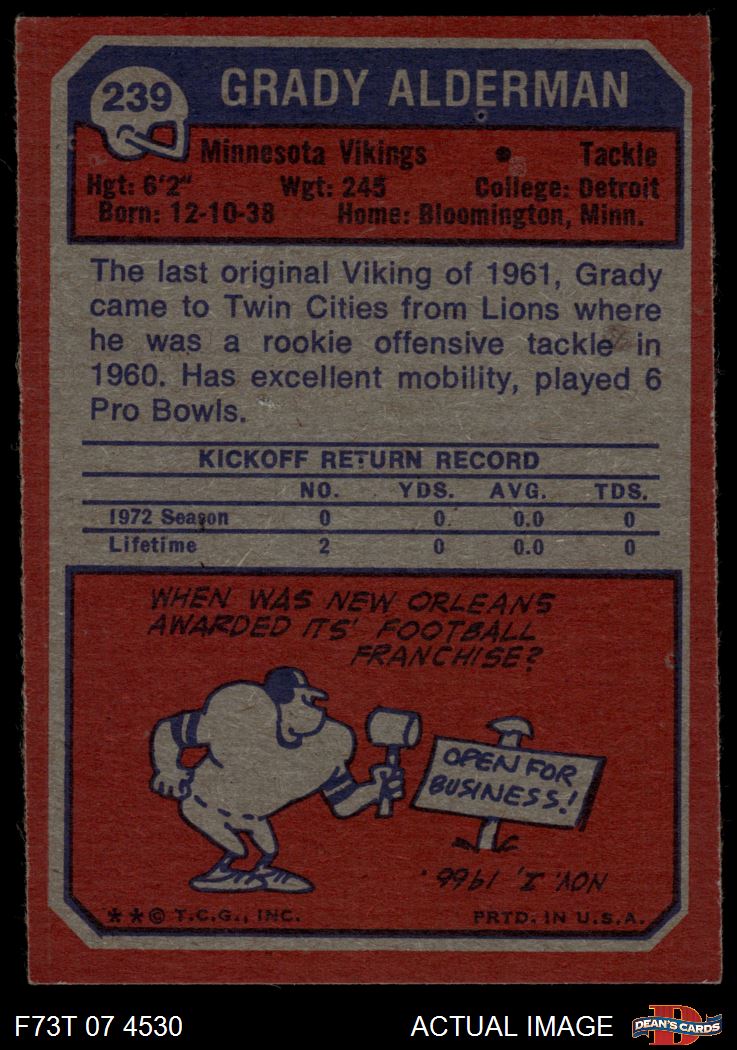 239
GRADY ALDERMAN
Minnesota Vikings • Tackle
Hgt: 6'2" Wgt: 245 College: Detroit
Born: 12-10-38 Home: Bloomington, Minn.
The last original Viking of 1961, Grady
came to Twin Cities from Lions where
he was a rookie offensive tackle in
1960. Has excellent mobility, played 6
Pro Bowls.
KICKOFF RETURN RECORD
NO. YDS. AVG. TDS.
1972 Season 0 0 0.0 0
Lifetime 2 0 0.0 0
WHEN WAS NEW ORLEANS
AWARDED ITS' FOOTBALL
FRANCHISE?
OPEN FOR
BUSINESS!
NOV. 1, 1966.
**© T.C.G., INC. PRTD. IN U.S.A.
F73T 07 4530 ACTUAL IMAGE
D
DEAN'S CARDS